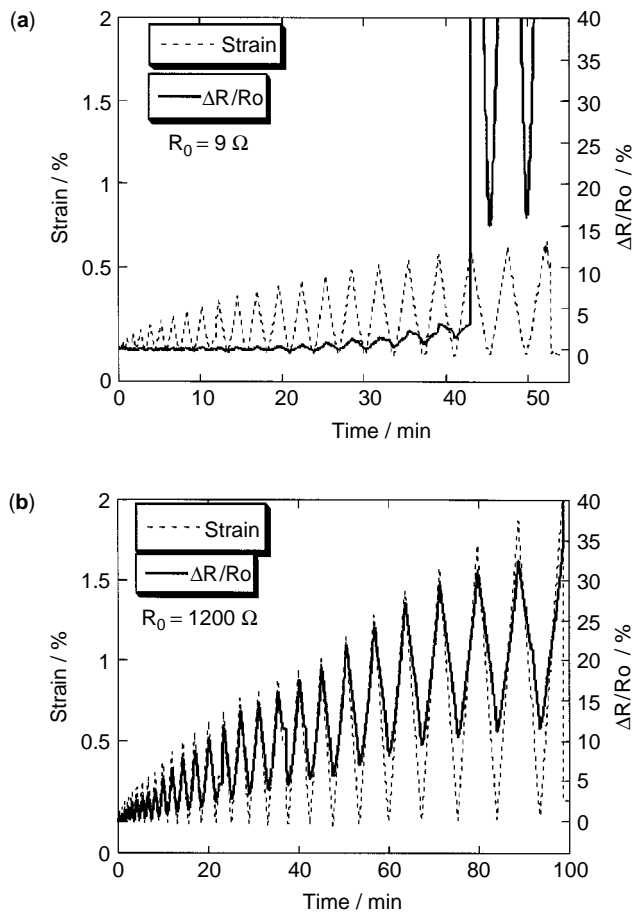 (a)
2
1.5
1
0.5
0
Strain / %
Strain
ΔR/Ro
R₀ = 9 Ω
40
35
30
25
20
15
10
5
0
ΔR/Ro / %
0 10 20 30 40 50
Time / min
(b)
2
1.5
1
0.5
0
Strain / %
Strain
ΔR/Ro
R₀ = 1200 Ω
40
35
30
25
20
15
10
5
0
ΔR/Ro / %
0 20 40 60 80 100
Time / min